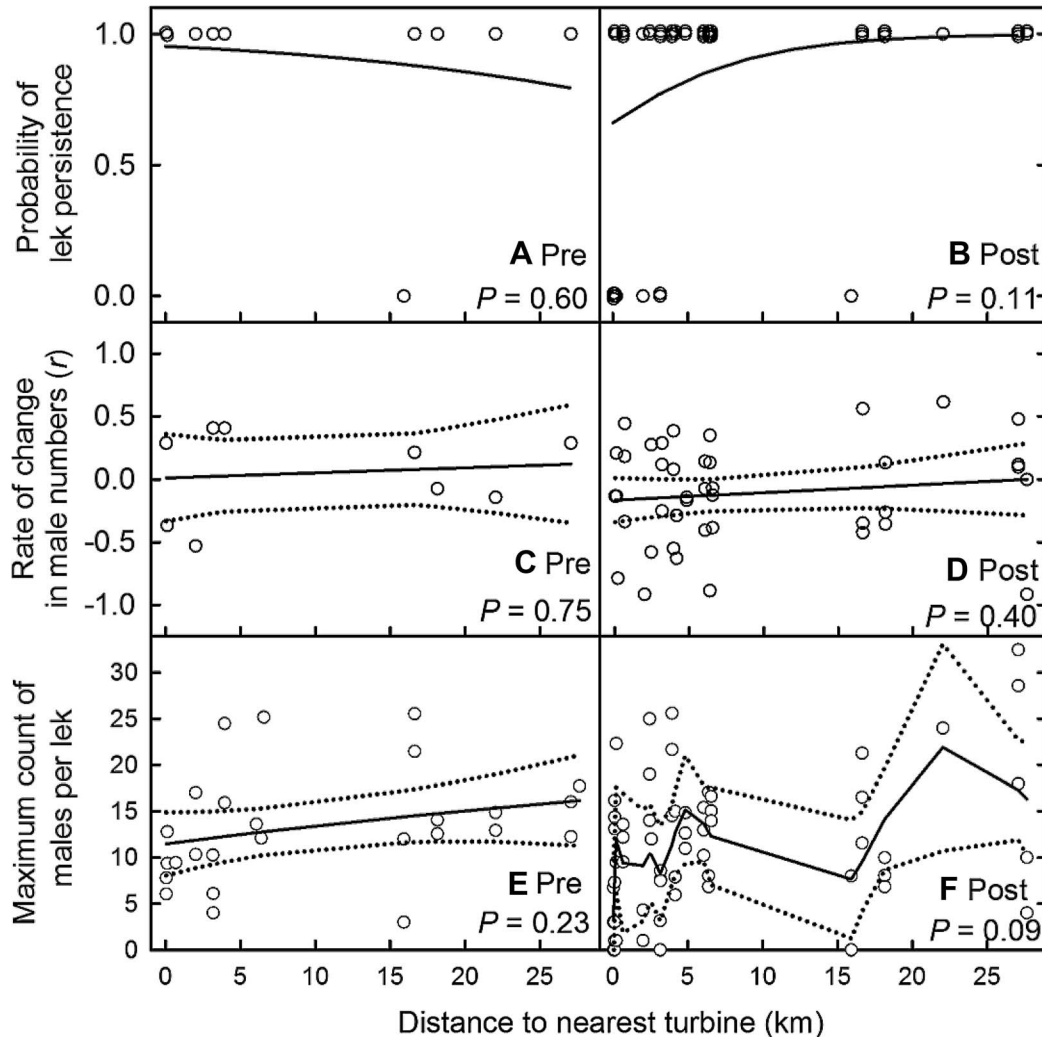 Probability of
lek persistence
1.0
0.5
0.0
A Pre
P = 0.60
B Post
P = 0.11
Rate of change
in male numbers (r)
1.0
0.5
0.0
-0.5
-1.0
C Pre
P = 0.75
D Post
P = 0.40
Maximum count of
males per lek
30
25
20
15
10
5
0
E Pre
P = 0.23
F Post
P = 0.09
0 5 10 15 20 25 0 5 10 15 20 25
Distance to nearest turbine (km)